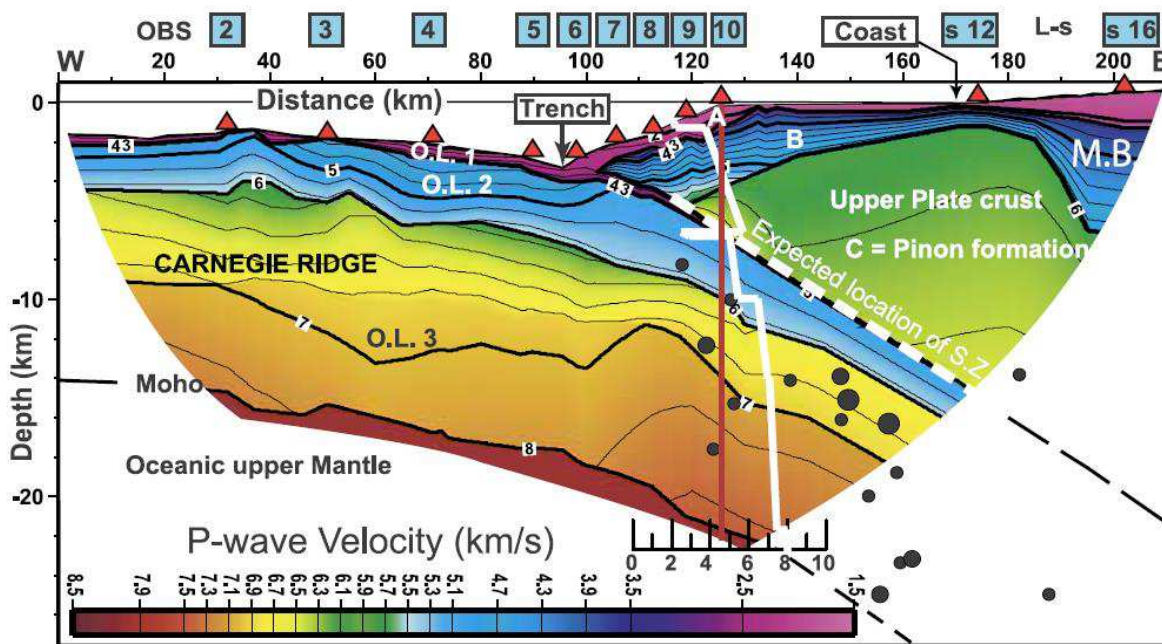 OBS 2 3 4 5 6 7 8 9 10 Coast s 12 L-s s 16
W 20 40 60 80 100 120 140 160 180 200 E
0 Distance (km) Trench
A
2
43 O.L. 1 43 B M.B.
5 O.L. 2 43
6 6
Upper Plate crust
CARNEGIE RIDGE C = Pinon formation
Expected location of S.Z
5
-10 6
7 O.L. 3
Moho 7
8
Oceanic upper Mantle
-20
Depth (km)
P-wave Velocity (km/s)
0 2 4 6 8 10
8.5 7.9 7.5 7.3 7.1 6.9 6.7 6.5 6.3 6.1 5.9 5.7 5.5 5.3 5.1 4.7 4.3 3.9 3.5 2.5 1.5